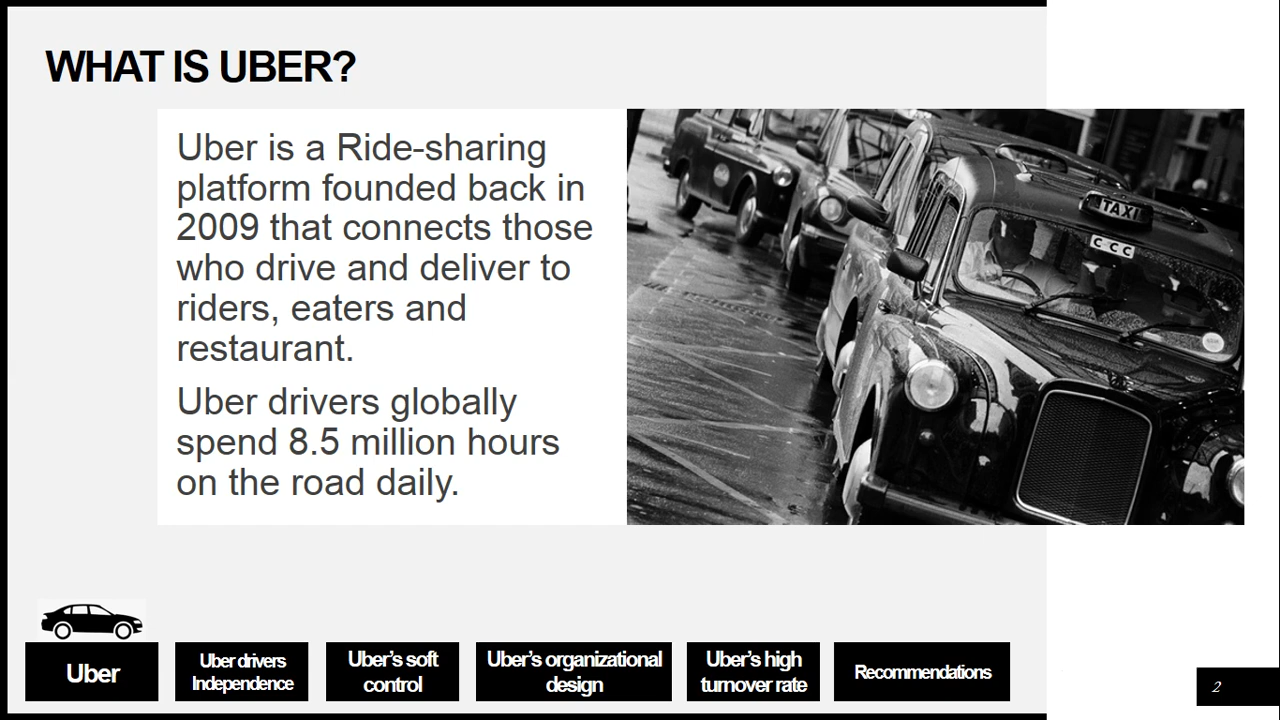 WHAT IS UBER?
Uber is a Ride-sharing
platform founded back in
2009 that connects those
who drive and deliver to
riders, eaters and
restaurant.
Uber drivers globally
spend 8.5 million hours
on the road daily.
TAXI
CCC
Uber
Uber drivers
Independence
Uber’s soft
control
Uber’s organizational
design
Uber’s high
turnover rate
Recommendations
2